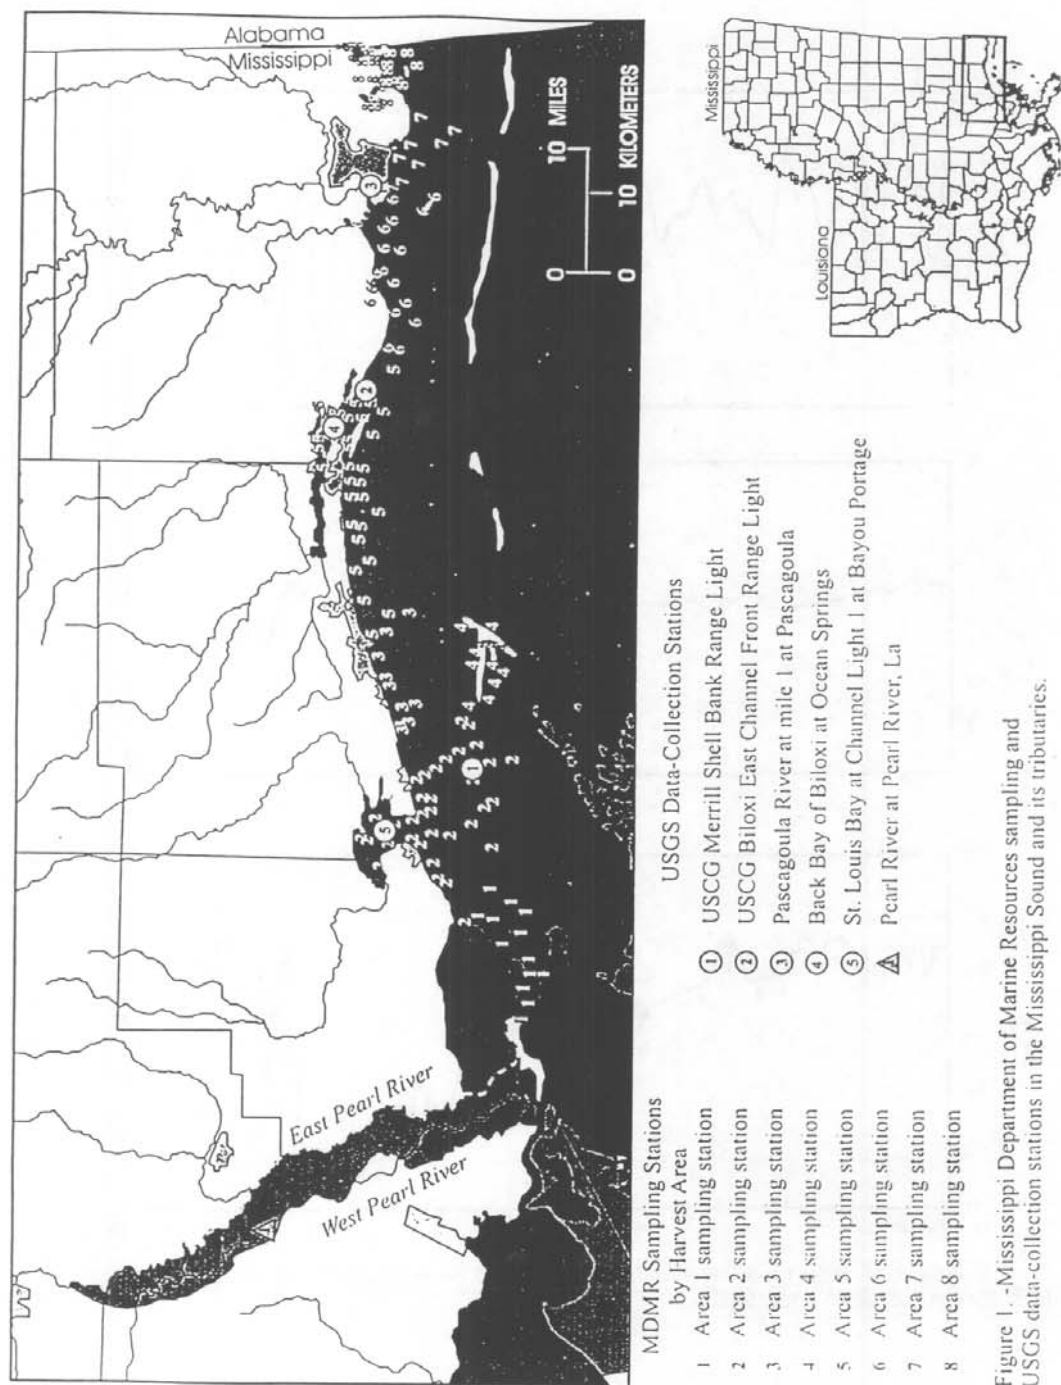 Alabama
Mississippi
East Pearl River
West Pearl River
0 10 MILES
0 10 KILOMETERS
MDMR Sampling Stations
by Harvest Area
1 Area 1 sampling station
2 Area 2 sampling station
3 Area 3 sampling station
4 Area 4 sampling station
5 Area 5 sampling station
6 Area 6 sampling station
7 Area 7 sampling station
8 Area 8 sampling station
USGS Data-Collection Stations
1 USCG Merrill Shell Bank Range Light
2 USCG Biloxi East Channel Front Range Light
3 Pascagoula River at mile 1 at Pascagoula
4 Back Bay of Biloxi at Ocean Springs
5 St. Louis Bay at Channel Light 1 at Bayou Portage
Pearl River at Pearl River, La
Louisiana
Mississippi
Figure 1.-Mississippi Department of Marine Resources sampling and
USGS data-collection stations in the Mississippi Sound and its tributaries.